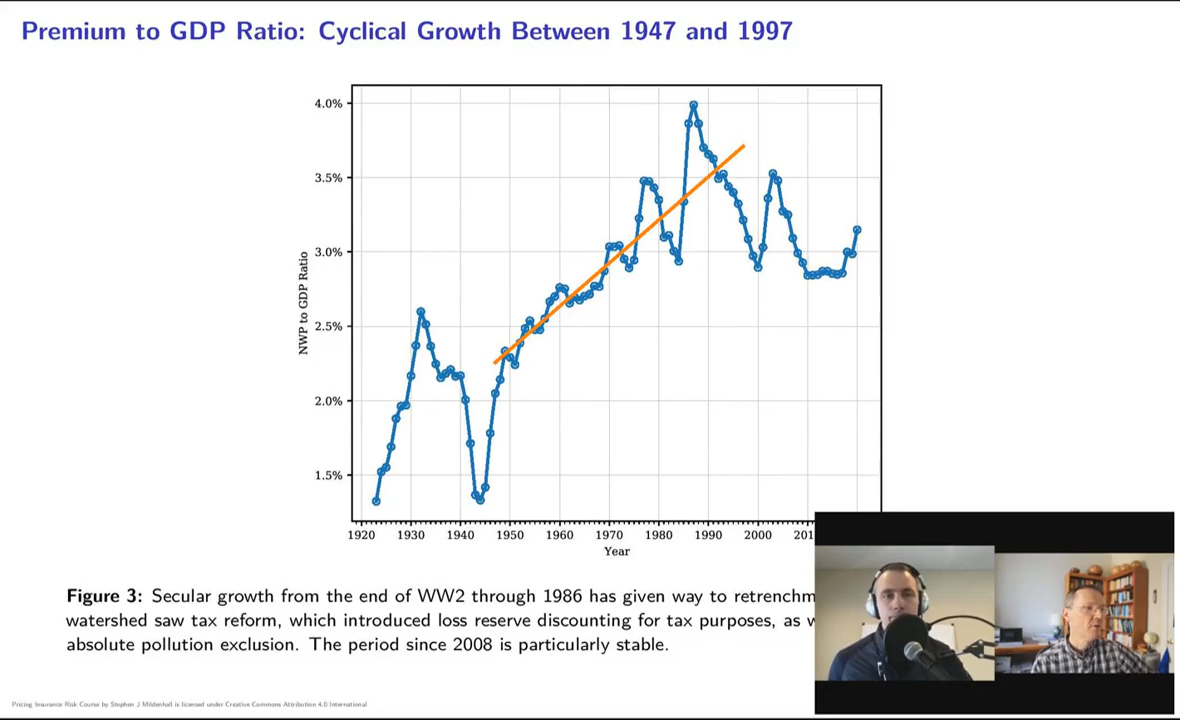 Premium to GDP Ratio: Cyclical Growth Between 1947 and 1997
4.0%
3.5%
3.0%
2.5%
2.0%
1.5%
NWP to GDP Ratio
1920 1930 1940 1950 1960 1970 1980 1990 2000 201
Year
Figure 3: Secular growth from the end of WW2 through 1986 has given way to retrenchm
watershed saw tax reform, which introduced loss reserve discounting for tax purposes, as
absolute pollution exclusion. The period since 2008 is particularly stable.
Pricing Insurance Risk Course by Stephen J Mildenhall is licensed under Creative Commons Attribution 4.0 International